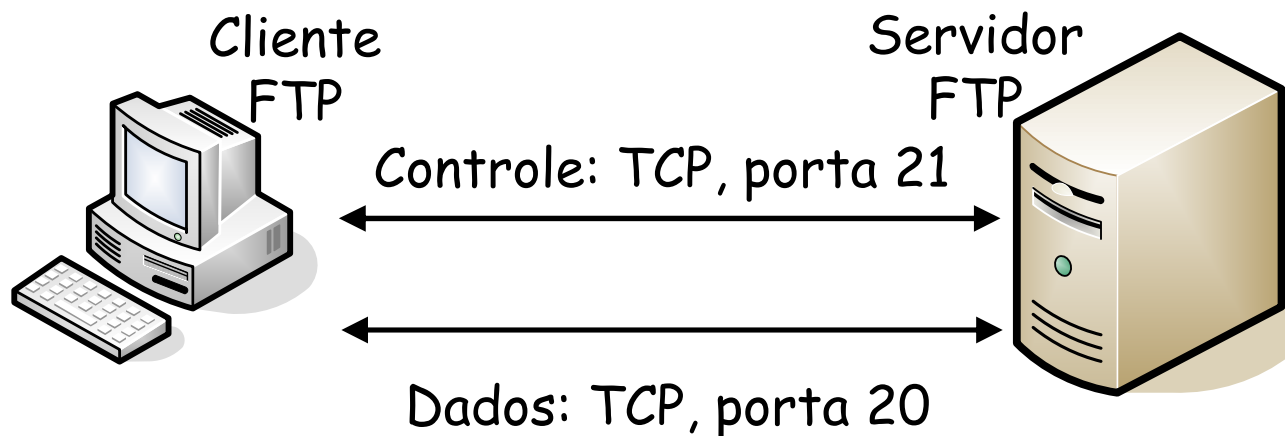 Cliente
FTP
Servidor
FTP
Controle: TCP, porta 21
Dados: TCP, porta 20